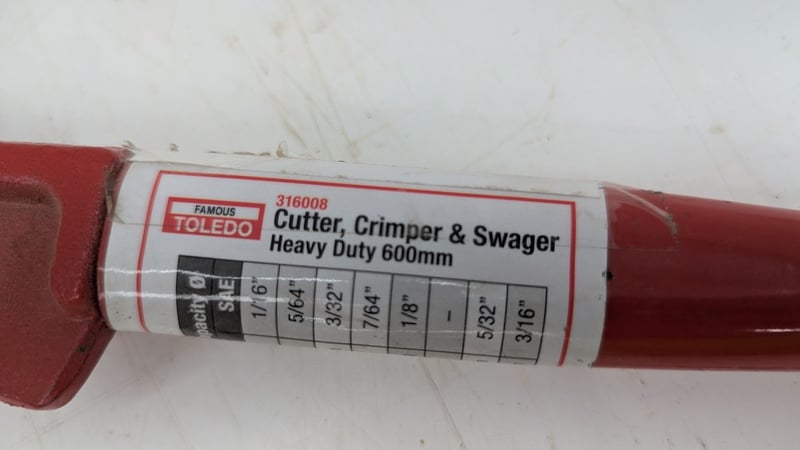 316008
FAMOUS
TOLEDO
Cutter, Crimper & Swager
Heavy Duty 600mm
Ø
SAE
1/16"
5/64"
3/32"
7/64"
1/8"
–
5/32"
3/16"